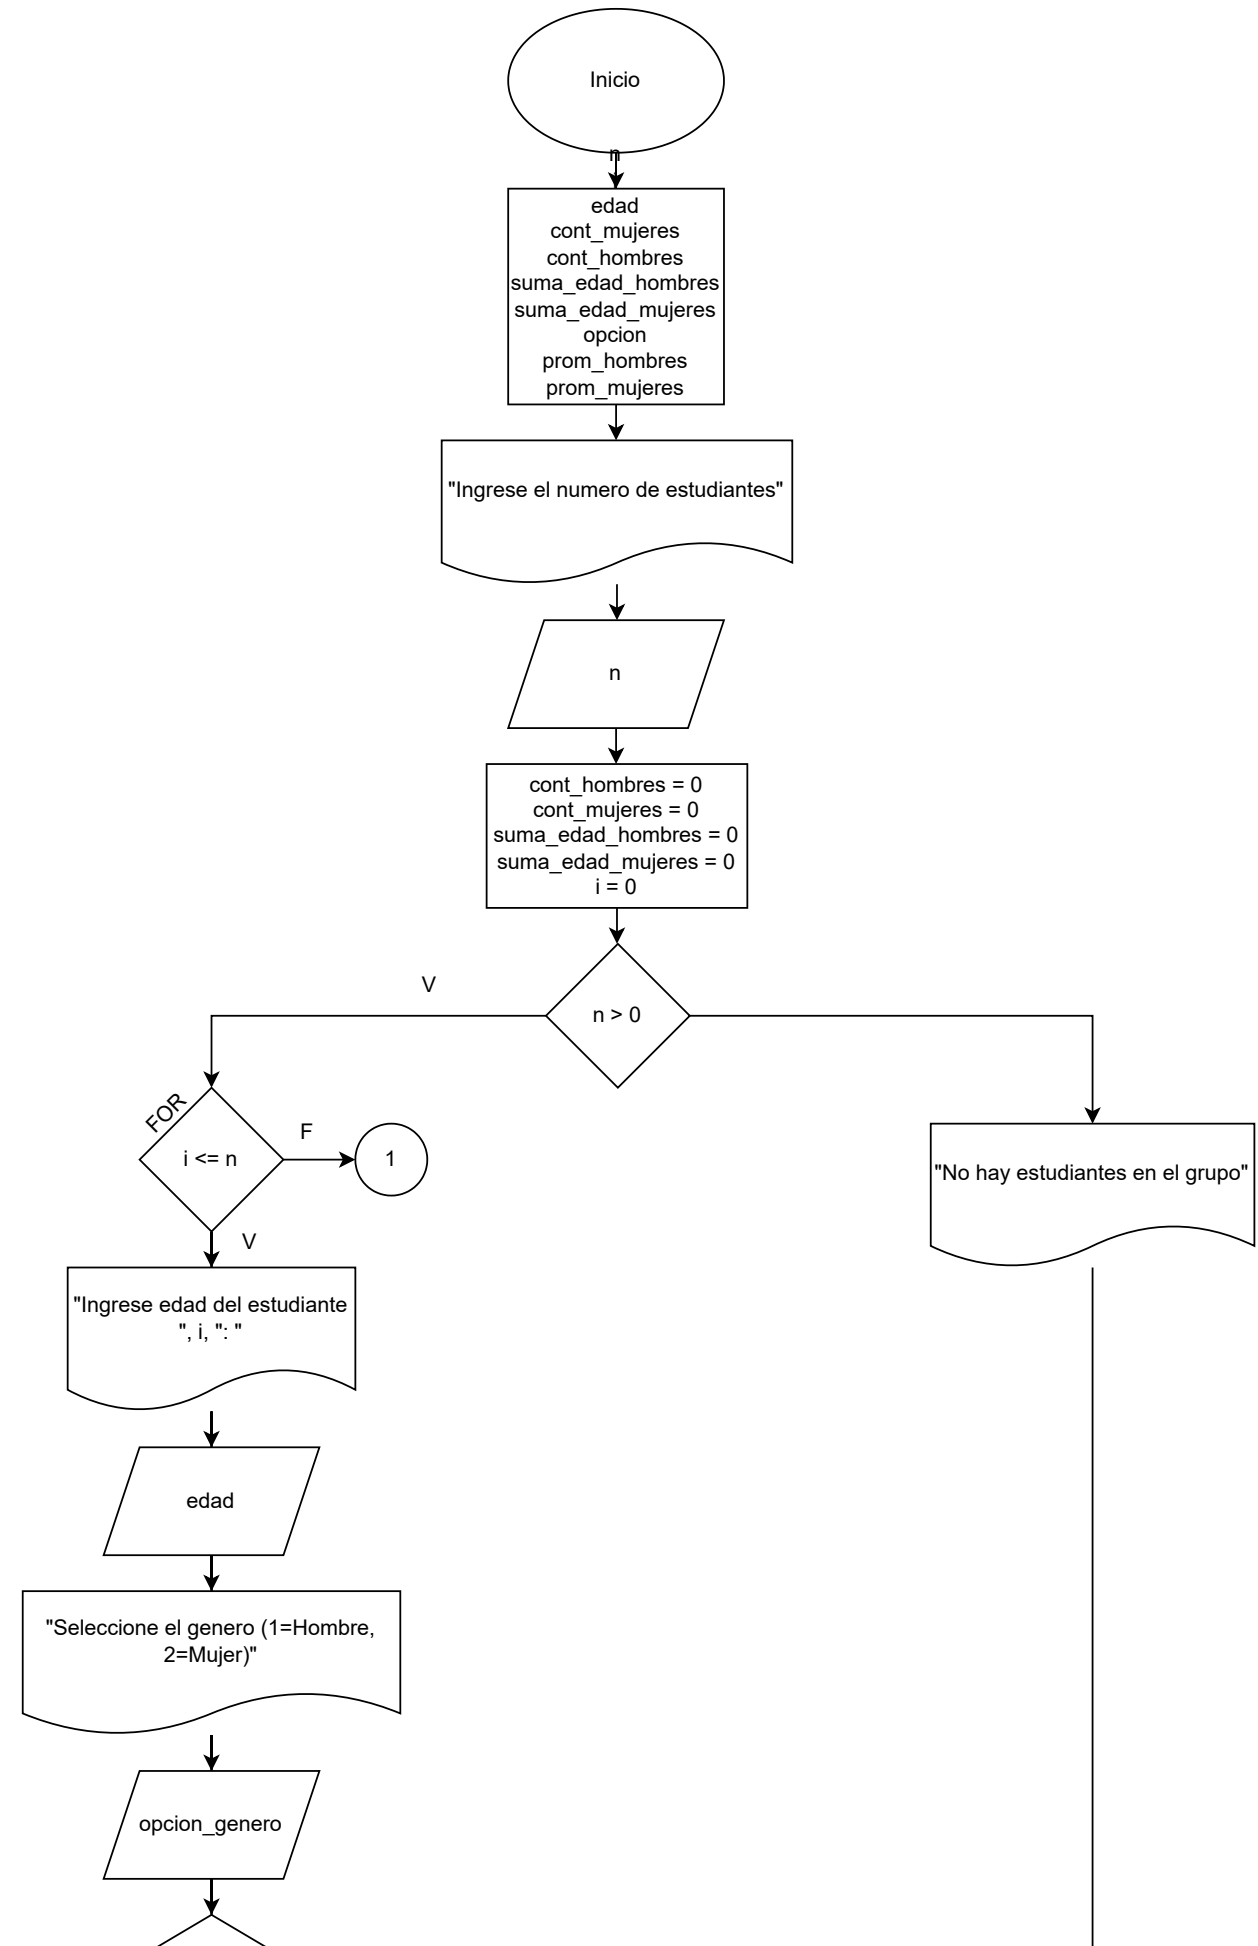 Inicio
n
edad
cont_mujeres
cont_hombres
suma_edad_hombres
suma_edad_mujeres
opcion
prom_hombres
prom_mujeres
"Ingrese el numero de estudiantes"
n
cont_hombres = 0
cont_mujeres = 0
suma_edad_hombres = 0
suma_edad_mujeres = 0
i = 0
V
n > 0
FOR
i <= n
F
1
V
"No hay estudiantes en el grupo"
"Ingrese edad del estudiante
", i, ": "
edad
"Seleccione el genero (1=Hombre,
2=Mujer)"
opcion_genero